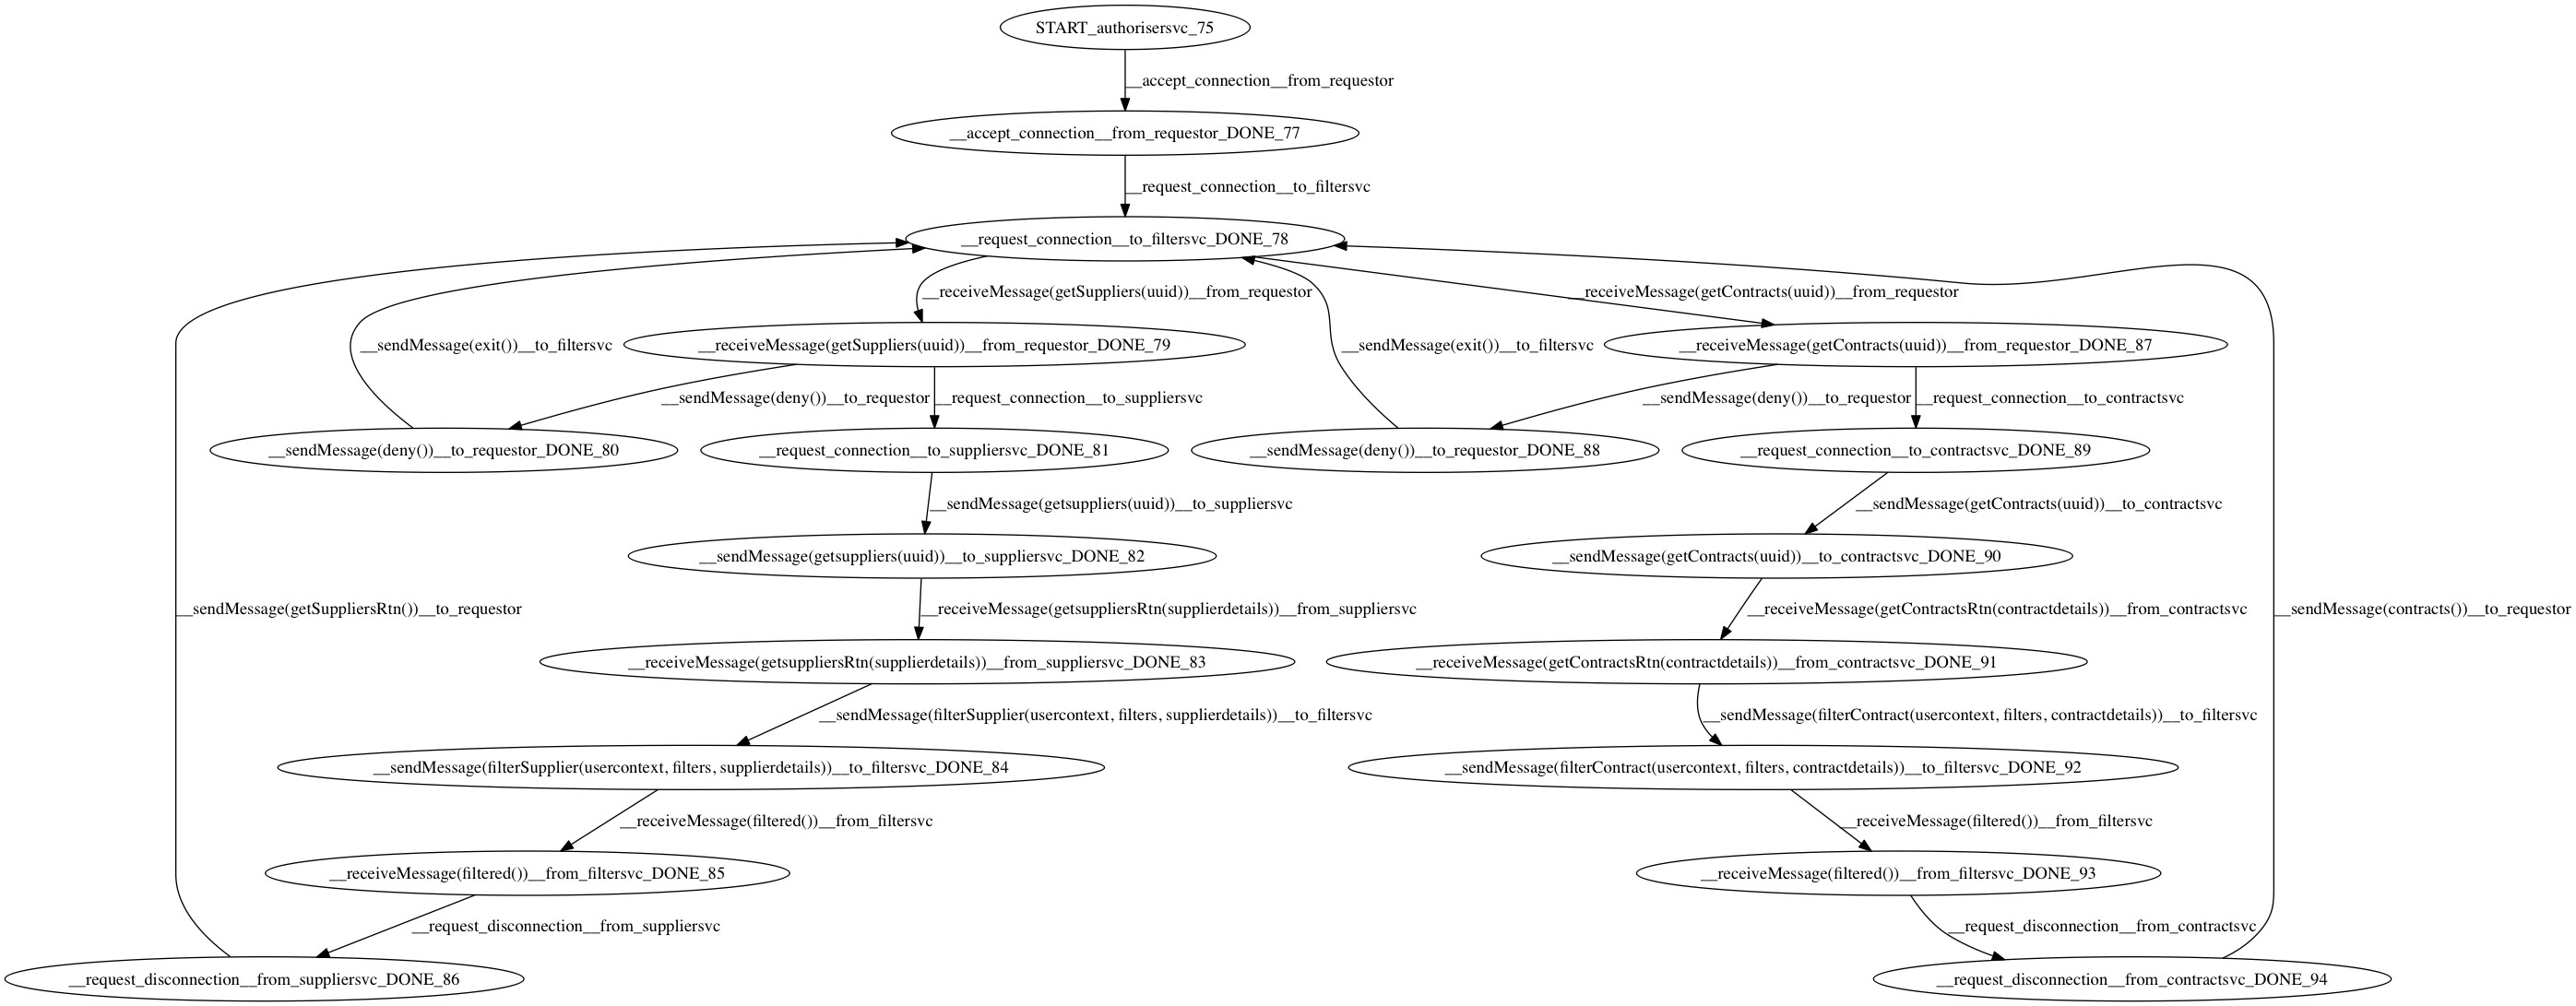 START_authorisersvc_75
__accept_connection__from_requestor
__accept_connection__from_requestor_DONE_77
__request_connection__to_filtersvc
__request_connection__to_filtersvc_DONE_78
__receiveMessage(getSuppliers(uuid))__from_requestor
__receiveMessage(getContracts(uuid))__from_requestor
__sendMessage(exit())__to_filtersvc
__receiveMessage(getSuppliers(uuid))__from_requestor_DONE_79
__sendMessage(exit())__to_filtersvc
__receiveMessage(getContracts(uuid))__from_requestor_DONE_87
__sendMessage(deny())__to_requestor
__request_connection__to_suppliersvc
__sendMessage(deny())__to_requestor
__request_connection__to_contractsvc
__sendMessage(deny())__to_requestor_DONE_80
__request_connection__to_suppliersvc_DONE_81
__sendMessage(deny())__to_requestor_DONE_88
__request_connection__to_contractsvc_DONE_89
__sendMessage(getsuppliers(uuid))__to_suppliersvc
__sendMessage(getContracts(uuid))__to_contractsvc
__sendMessage(getsuppliers(uuid))__to_suppliersvc_DONE_82
__sendMessage(getContracts(uuid))__to_contractsvc_DONE_90
__sendMessage(getSuppliersRtn())__to_requestor
__receiveMessage(getsuppliersRtn(supplierdetails))__from_suppliersvc
__receiveMessage(getContractsRtn(contractdetails))__from_contractsvc
__sendMessage(contracts())__to_requestor
__receiveMessage(getsuppliersRtn(supplierdetails))__from_suppliersvc_DONE_83
__receiveMessage(getContractsRtn(contractdetails))__from_contractsvc_DONE_91
__sendMessage(filterSupplier(usercontext, filters, supplierdetails))__to_filtersvc
__sendMessage(filterContract(usercontext, filters, contractdetails))__to_filtersvc
__sendMessage(filterSupplier(usercontext, filters, supplierdetails))__to_filtersvc_DONE_84
__sendMessage(filterContract(usercontext, filters, contractdetails))__to_filtersvc_DONE_92
__receiveMessage(filtered())__from_filtersvc
__receiveMessage(filtered())__from_filtersvc
__receiveMessage(filtered())__from_filtersvc_DONE_85
__receiveMessage(filtered())__from_filtersvc_DONE_93
__request_disconnection__from_suppliersvc
__request_disconnection__from_contractsvc
__request_disconnection__from_suppliersvc_DONE_86
__request_disconnection__from_contractsvc_DONE_94